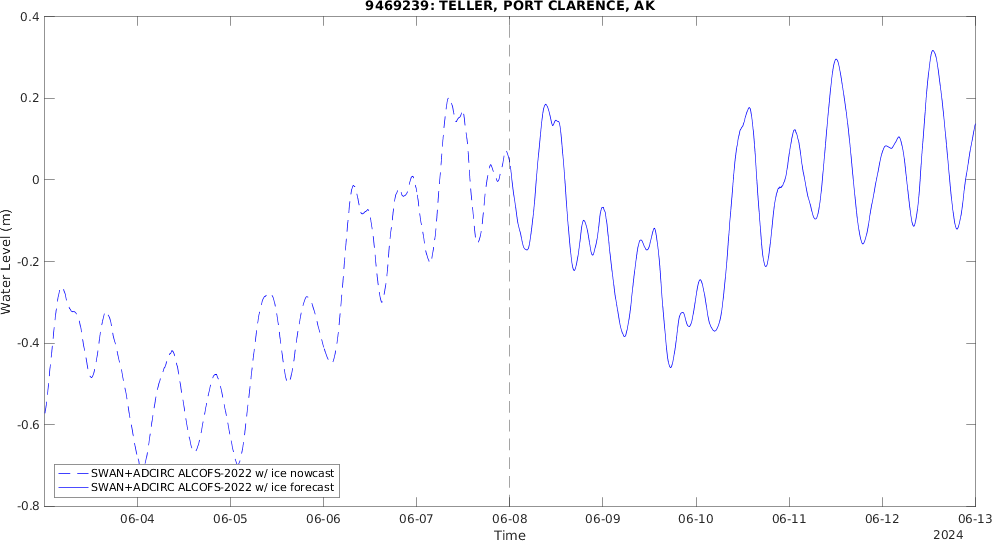 9469239: TELLER, PORT CLARENCE, AK
0.4
0.2
0
-0.2
-0.4
-0.6
-0.8
Water Level (m)
SWAN+ADCIRC ALCOFS-2022 w/ ice nowcast
SWAN+ADCIRC ALCOFS-2022 w/ ice forecast
06-04 06-05 06-06 06-07 06-08 06-09 06-10 06-11 06-12 06-13
Time
2024